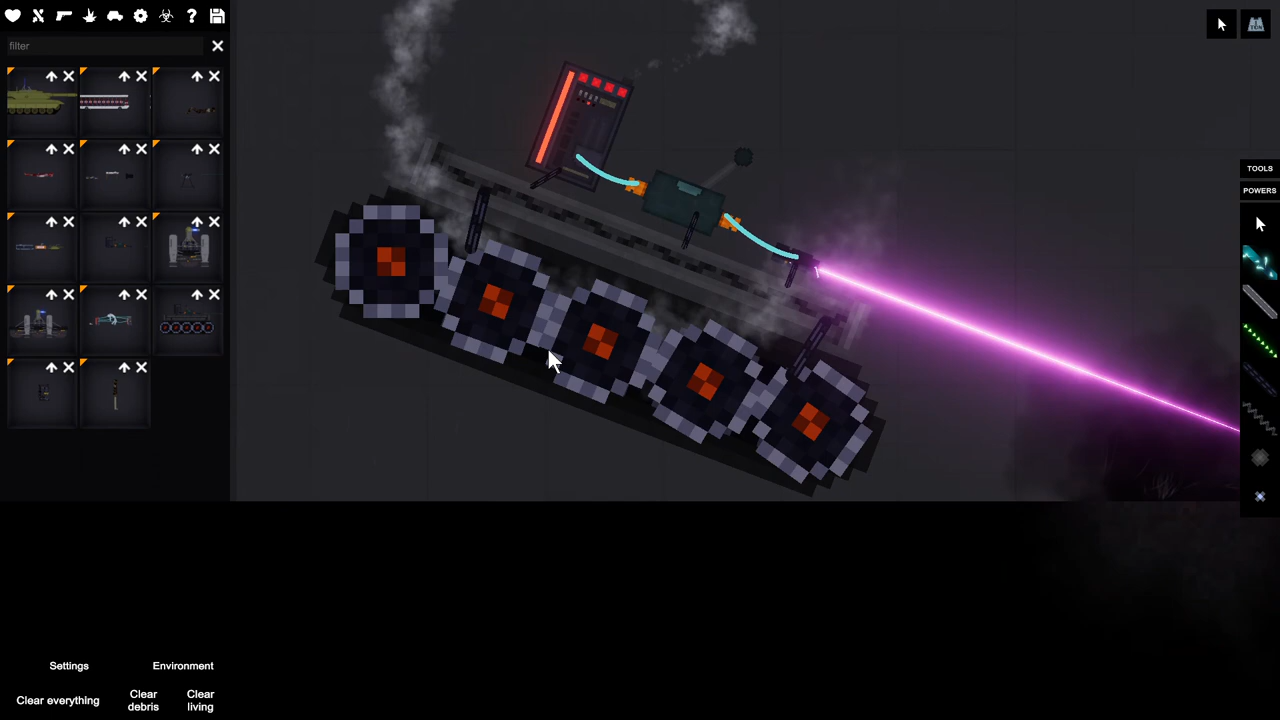 filter
TOOLS
POWERS
Settings
Environment
Clear everything
Clear
debris
Clear
living